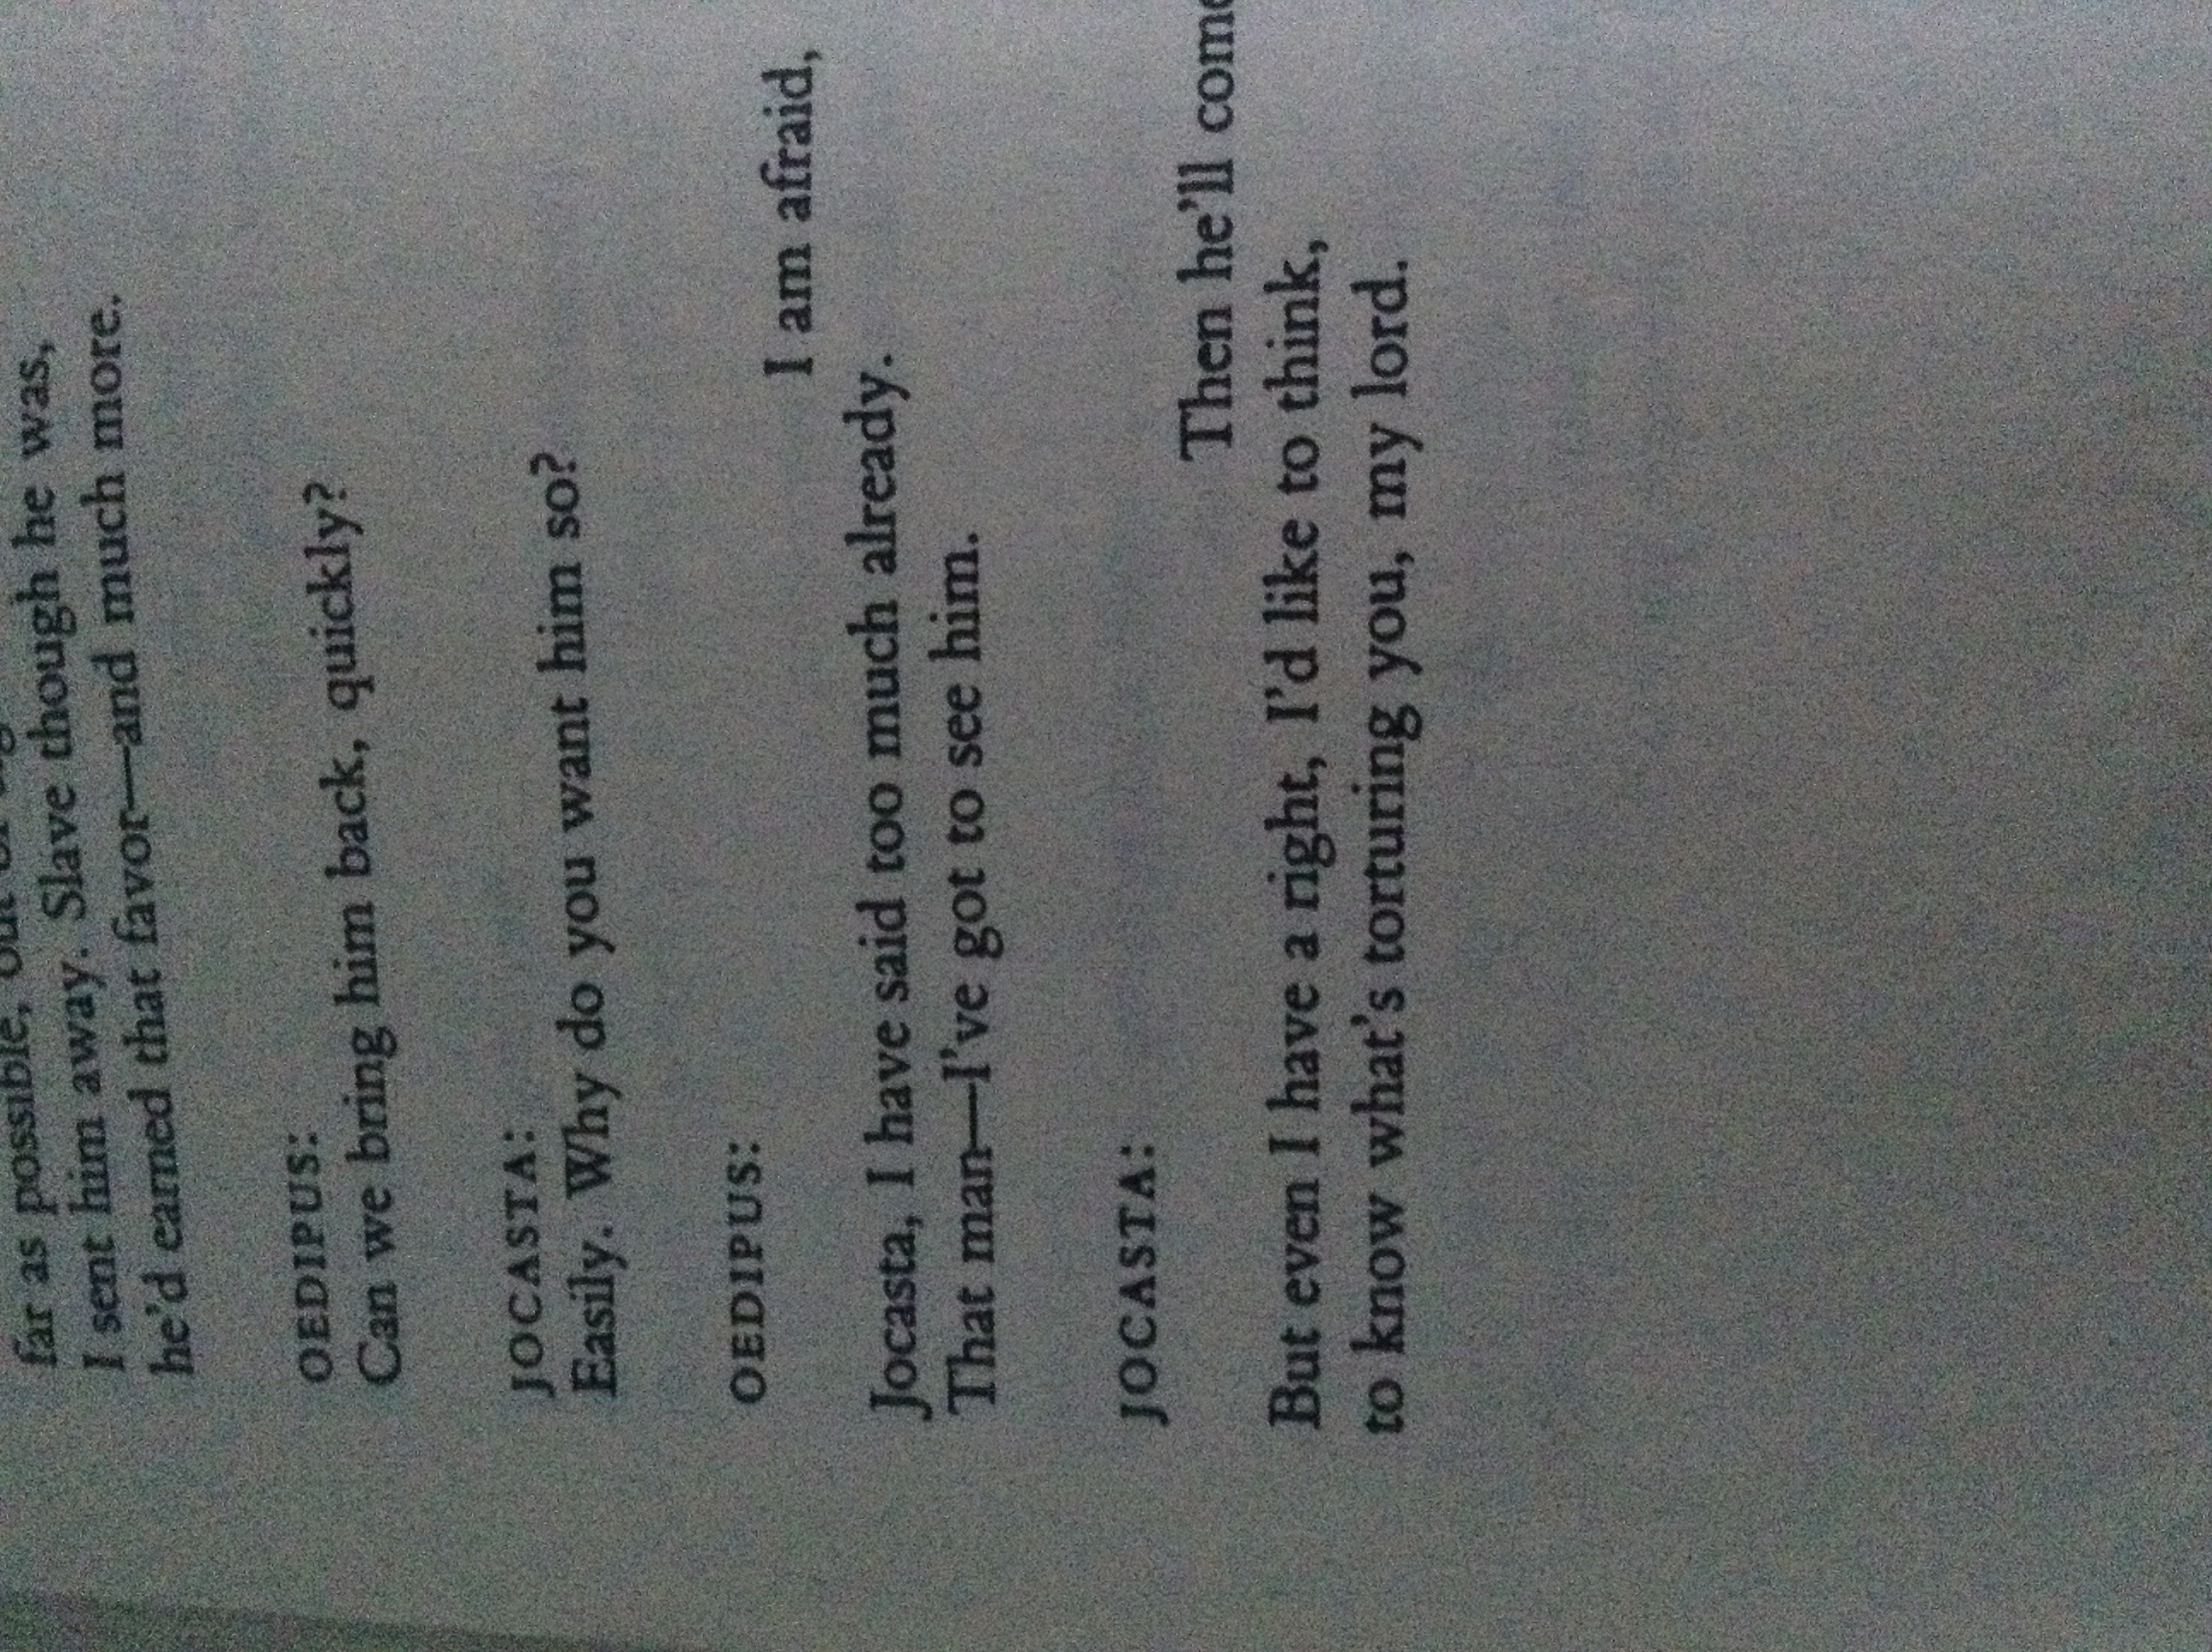 far as possible, out of
I sent him away. Slave though he was,
he'd earned that favor—and much more.
OEDIPUS:
Can we bring him back, quickly?
JOCASTA:
Easily. Why do you want him so?
OEDIPUS:
I am afraid,
Jocasta, I have said too much already.
That man—I've got to see him.
JOCASTA:
Then he'll come
But even I have a right, I'd like to think,
to know what's torturing you, my lord.